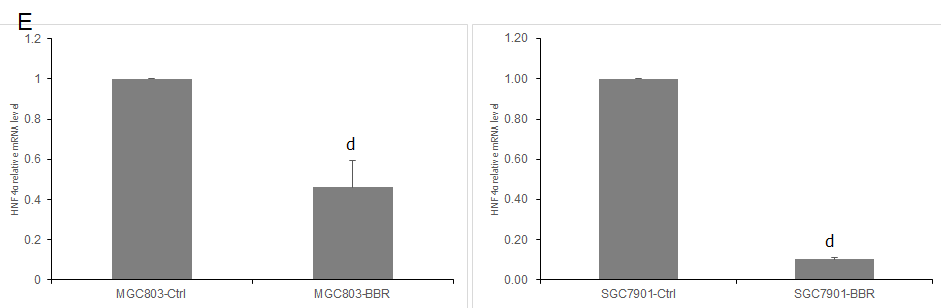 E
1.2
1
0.8
0.6
0.4
0.2
0
HNF4α relative mRNA level
d
MGC803-Ctrl
MGC803-BBR
1.20
1.00
0.80
0.60
0.40
0.20
0.00
HNF4α relative mRNA level
d
SGC7901-Ctrl
SGC7901-BBR